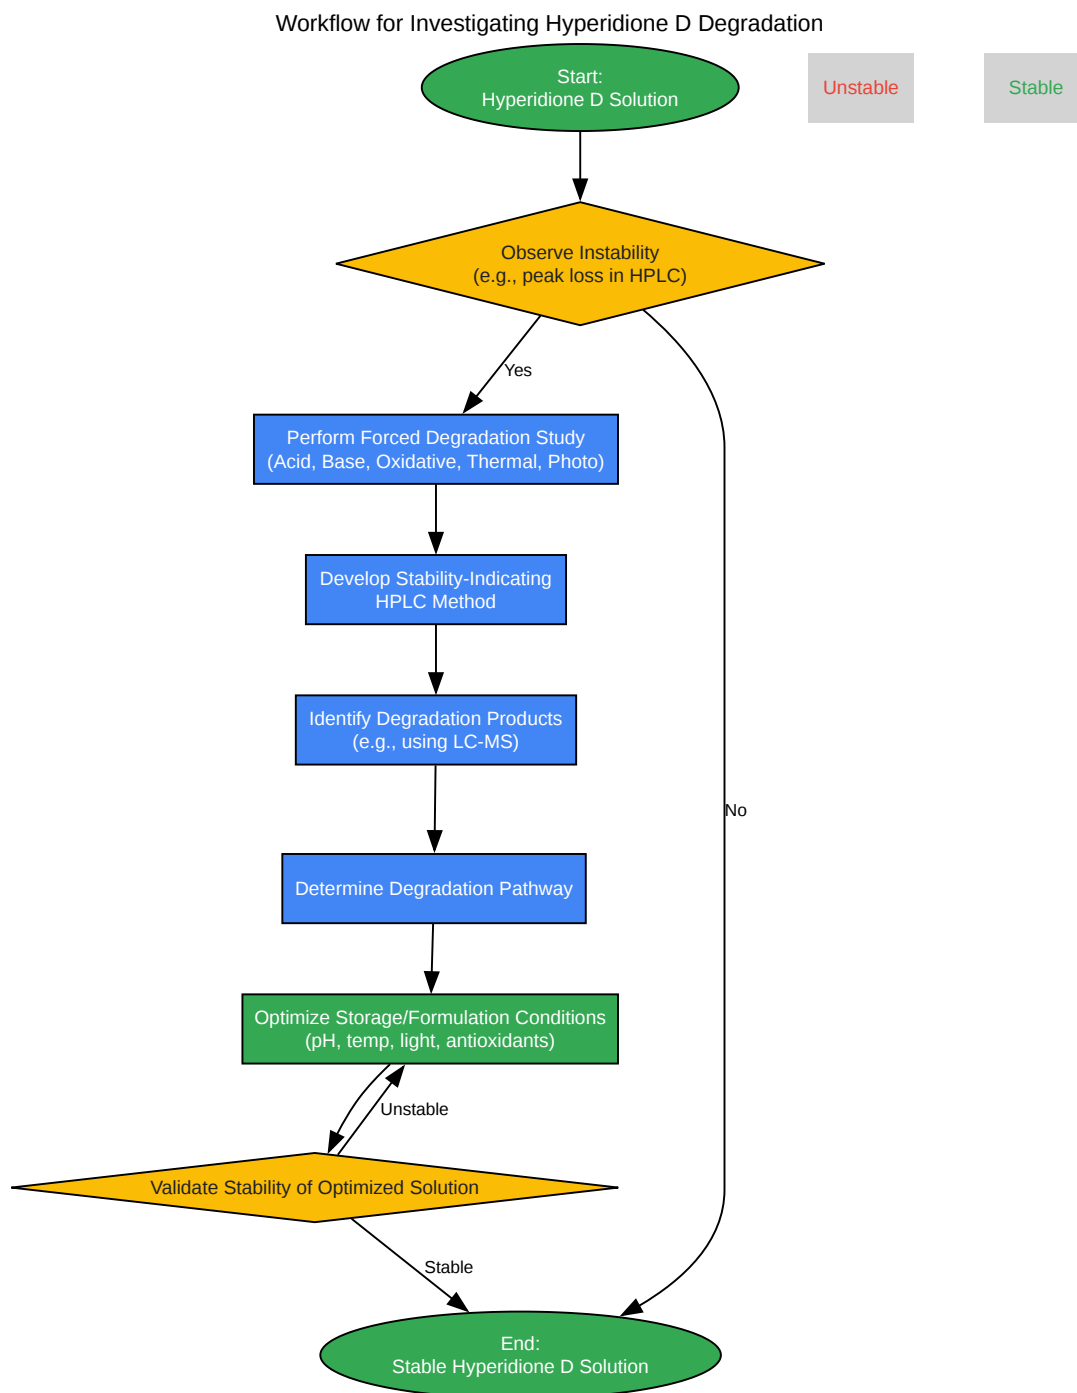 Workflow for Investigating Hyperidione D Degradation
Start:
Hyperidione D Solution
Unstable
Stable
Observe Instability
(e.g., peak loss in HPLC)
Yes
Perform Forced Degradation Study
(Acid, Base, Oxidative, Thermal, Photo)
Develop Stability-Indicating
HPLC Method
Identify Degradation Products
(e.g., using LC-MS)
No
Determine Degradation Pathway
Optimize Storage/Formulation Conditions
(pH, temp, light, antioxidants)
Unstable
Validate Stability of Optimized Solution
Stable
End:
Stable Hyperidione D Solution